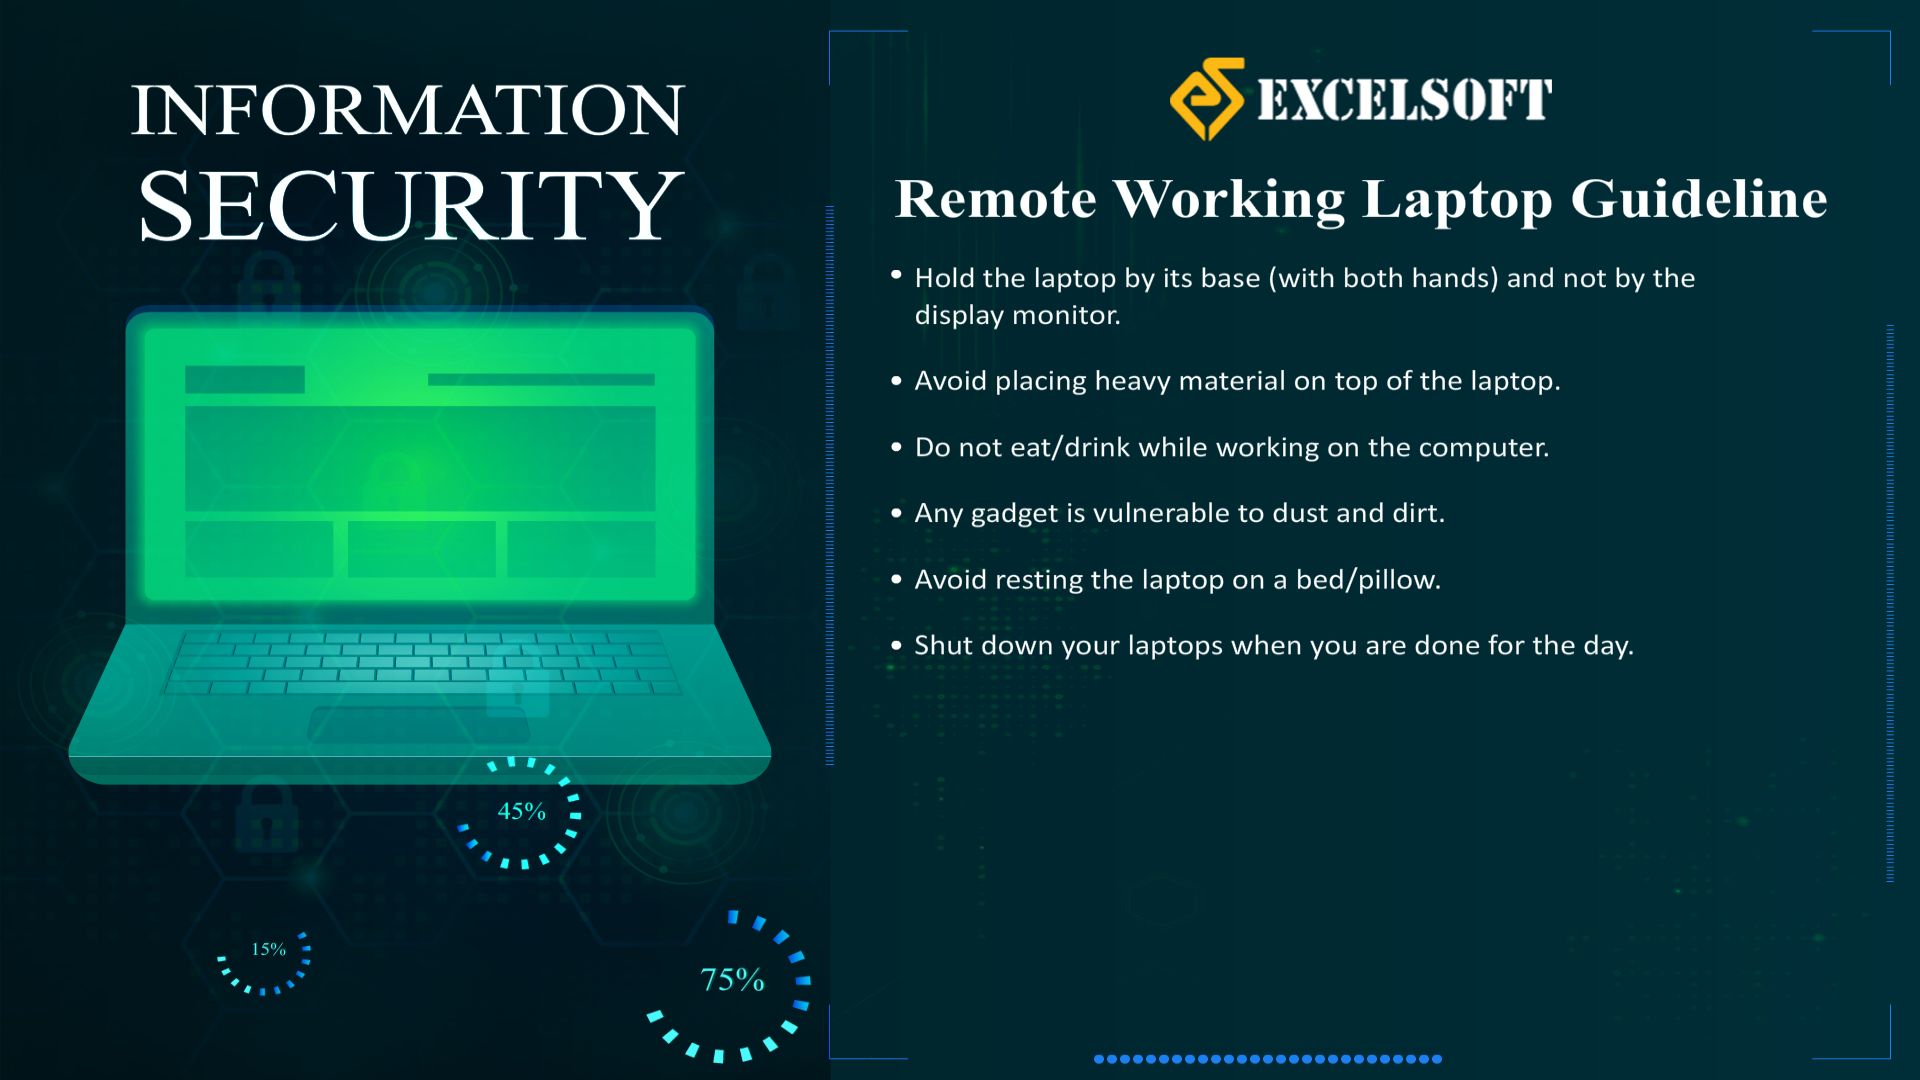 INFORMATION
SECURITY
45%
15%
75%
EXCELSOFT
Remote Working Laptop Guideline
• Hold the laptop by its base (with both hands) and not by the
display monitor.
• Avoid placing heavy material on top of the laptop.
• Do not eat/drink while working on the computer.
• Any gadget is vulnerable to dust and dirt.
• Avoid resting the laptop on a bed/pillow.
• Shut down your laptops when you are done for the day.